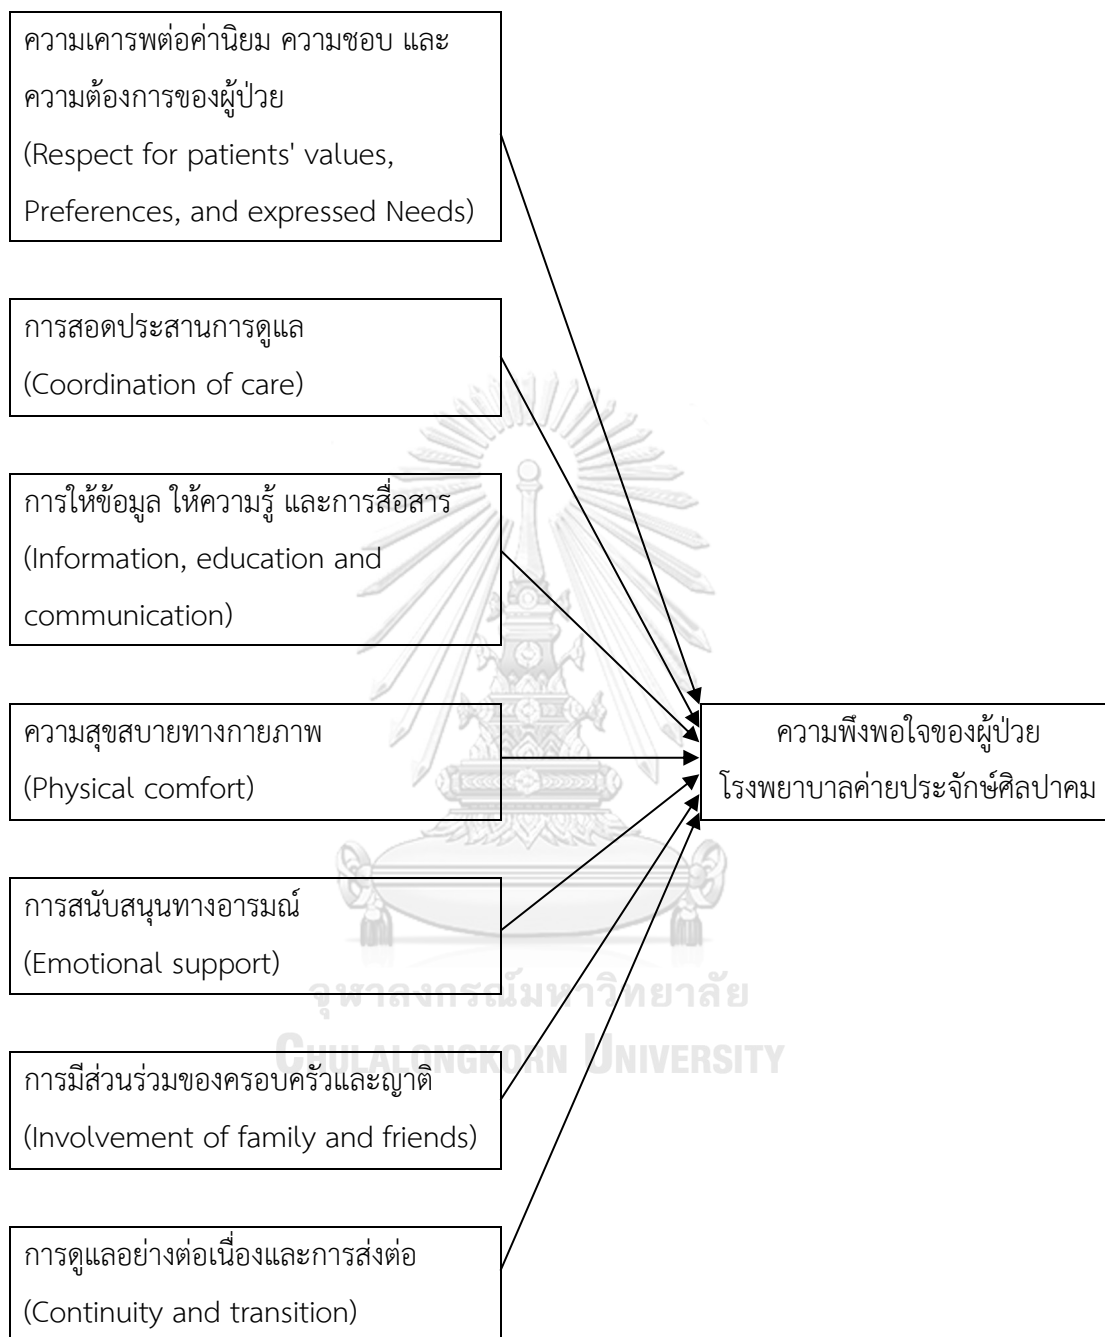 ความเคารพต่อค่านิยม ความชอบ และ
ความต้องการของผู้ป่วย
(Respect for patients' values,
Preferences, and expressed Needs)
การสอดประสานการดูแล
(Coordination of care)
การให้ข้อมูล ให้ความรู้ และการสื่อสาร
(Information, education and
communication)
ความสุขสบายทางกายภาพ
(Physical comfort)
ความพึงพอใจของผู้ป่วย
โรงพยาบาลค่ายประจักษ์ศิลปาคม
การสนับสนุนทางอารมณ์
(Emotional support)
จุฬาลงกรณ์มหาวิทยาลัย
CHULALONGKORN UNIVERSITY
การมีส่วนร่วมของครอบครัวและญาติ
(Involvement of family and friends)
การดูแลอย่างต่อเนื่องและการส่งต่อ
(Continuity and transition)